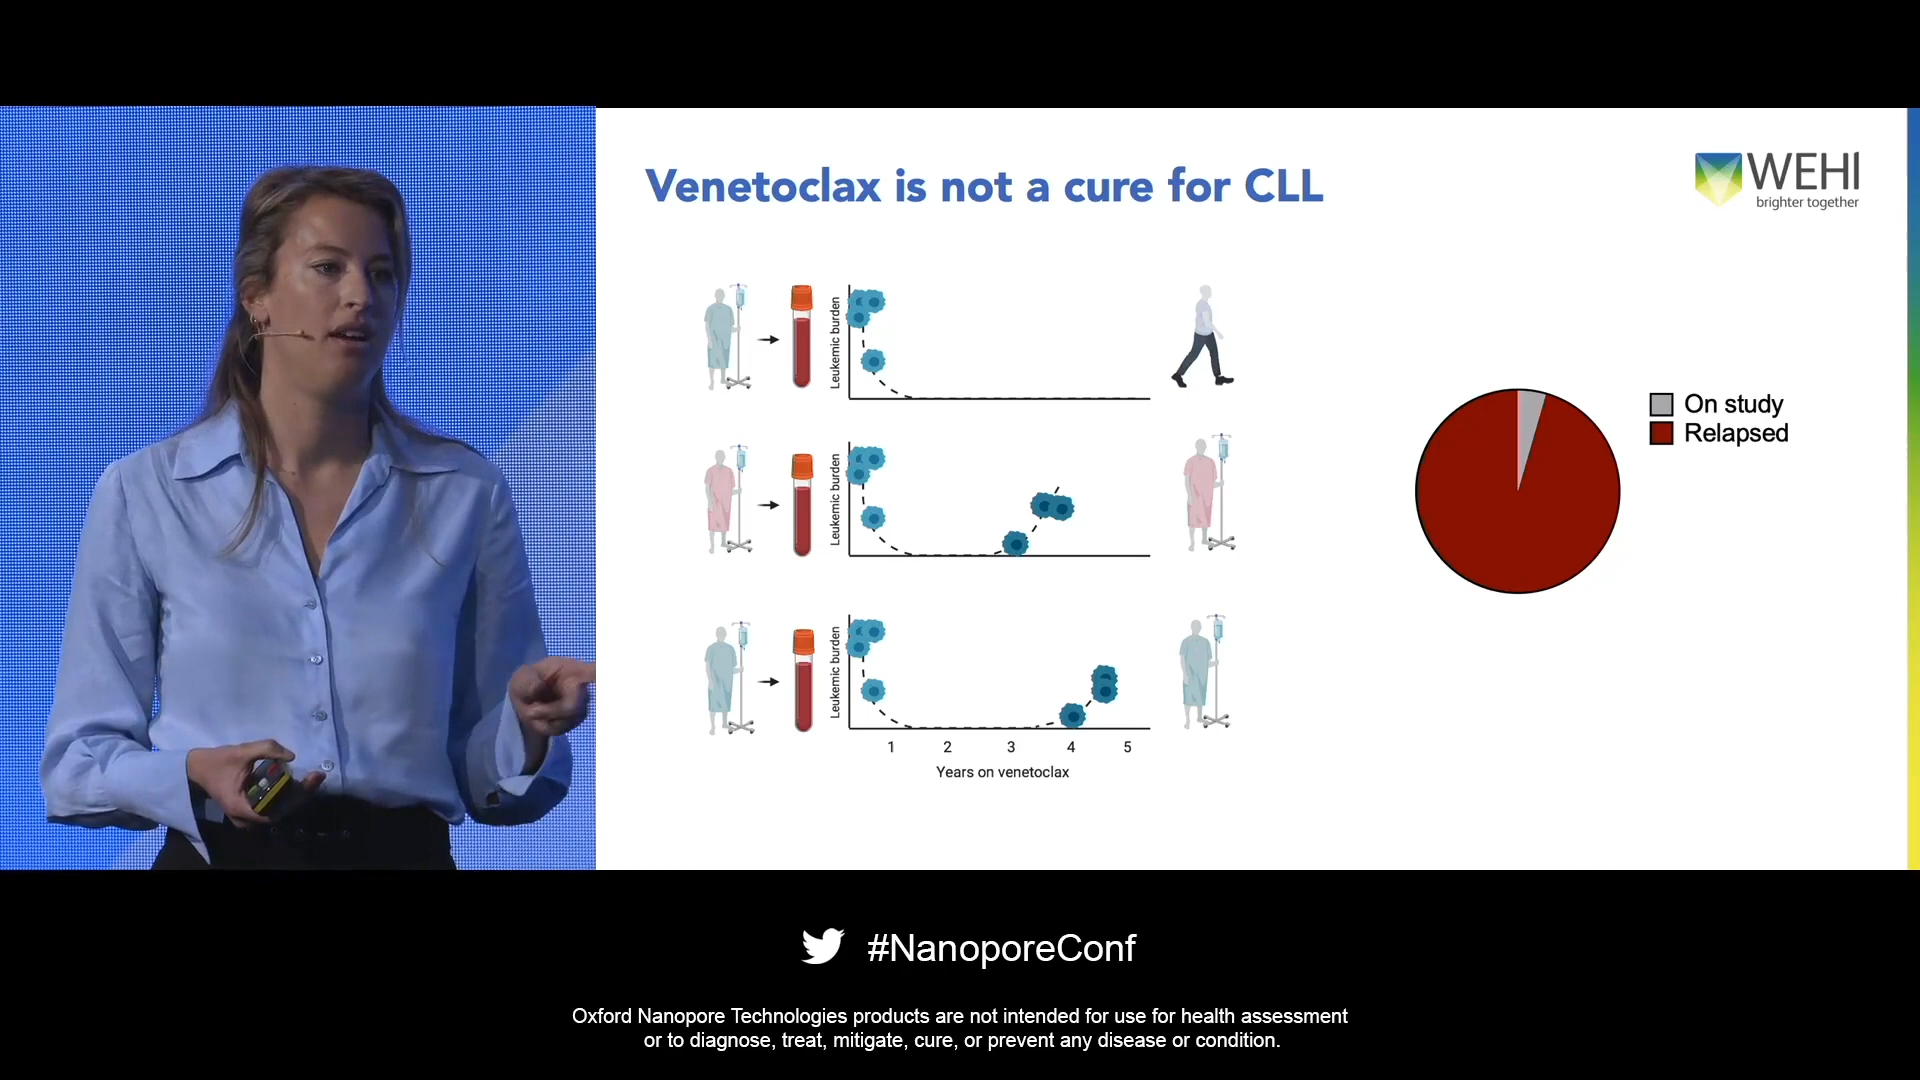 Venetoclax is not a cure for CLL
WEHI
brighter together
Leukemic burden
Leukemic burden
Leukemic burden
1 2 3 4 5
Years on venetoclax
On study
Relapsed
#NanoporeConf
Oxford Nanopore Technologies products are not intended for use for health assessment
or to diagnose, treat, mitigate, cure, or prevent any disease or condition.